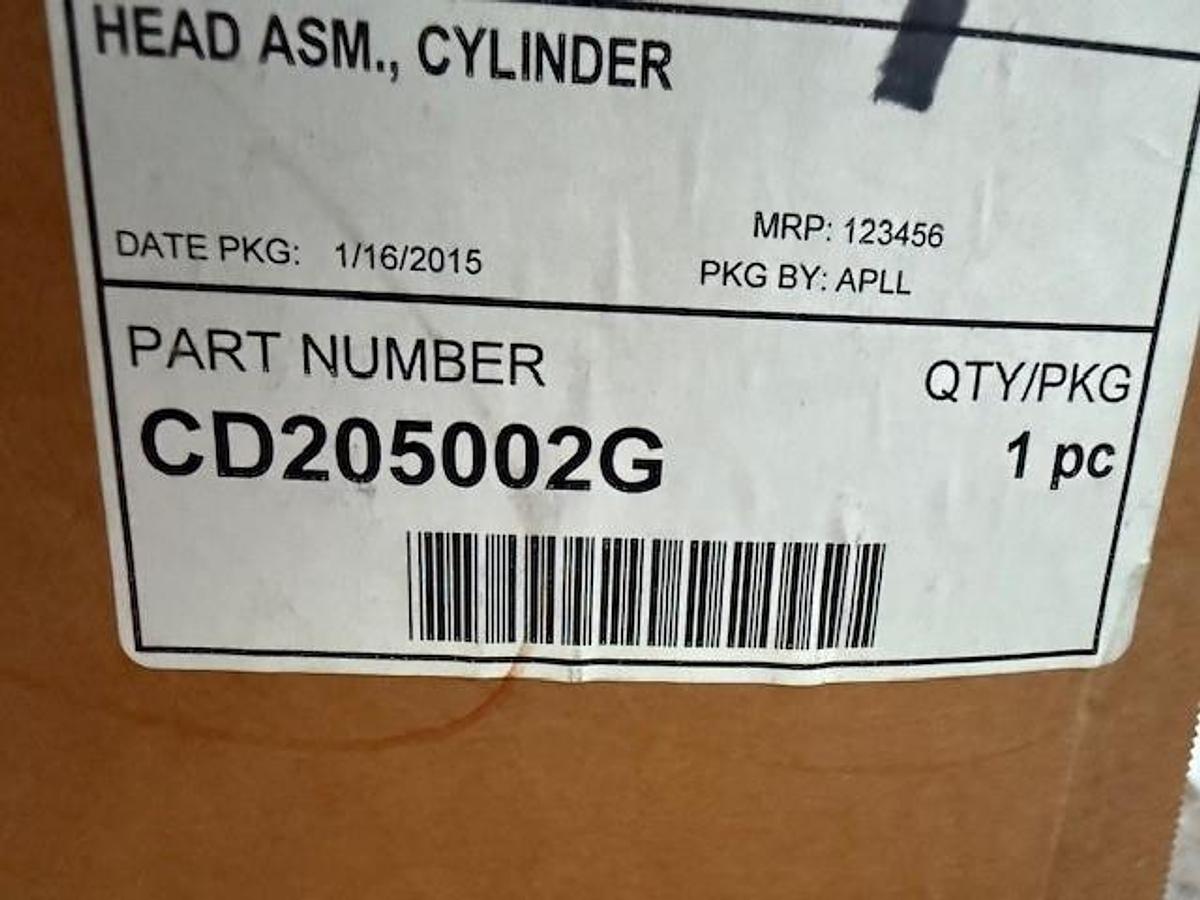 HEAD ASM., CYLINDER
DATE PKG: 1/16/2015
MRP: 123456
PKG BY: APLL
PART NUMBER
QTY/PKG
CD205002G
1 pc